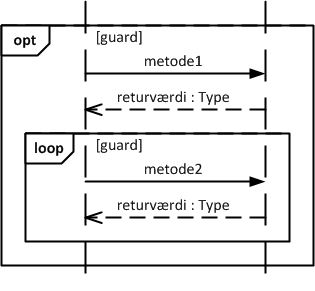 opt
[guard]
metode1
returværdi : Type
loop
[guard]
metode2
returværdi : Type